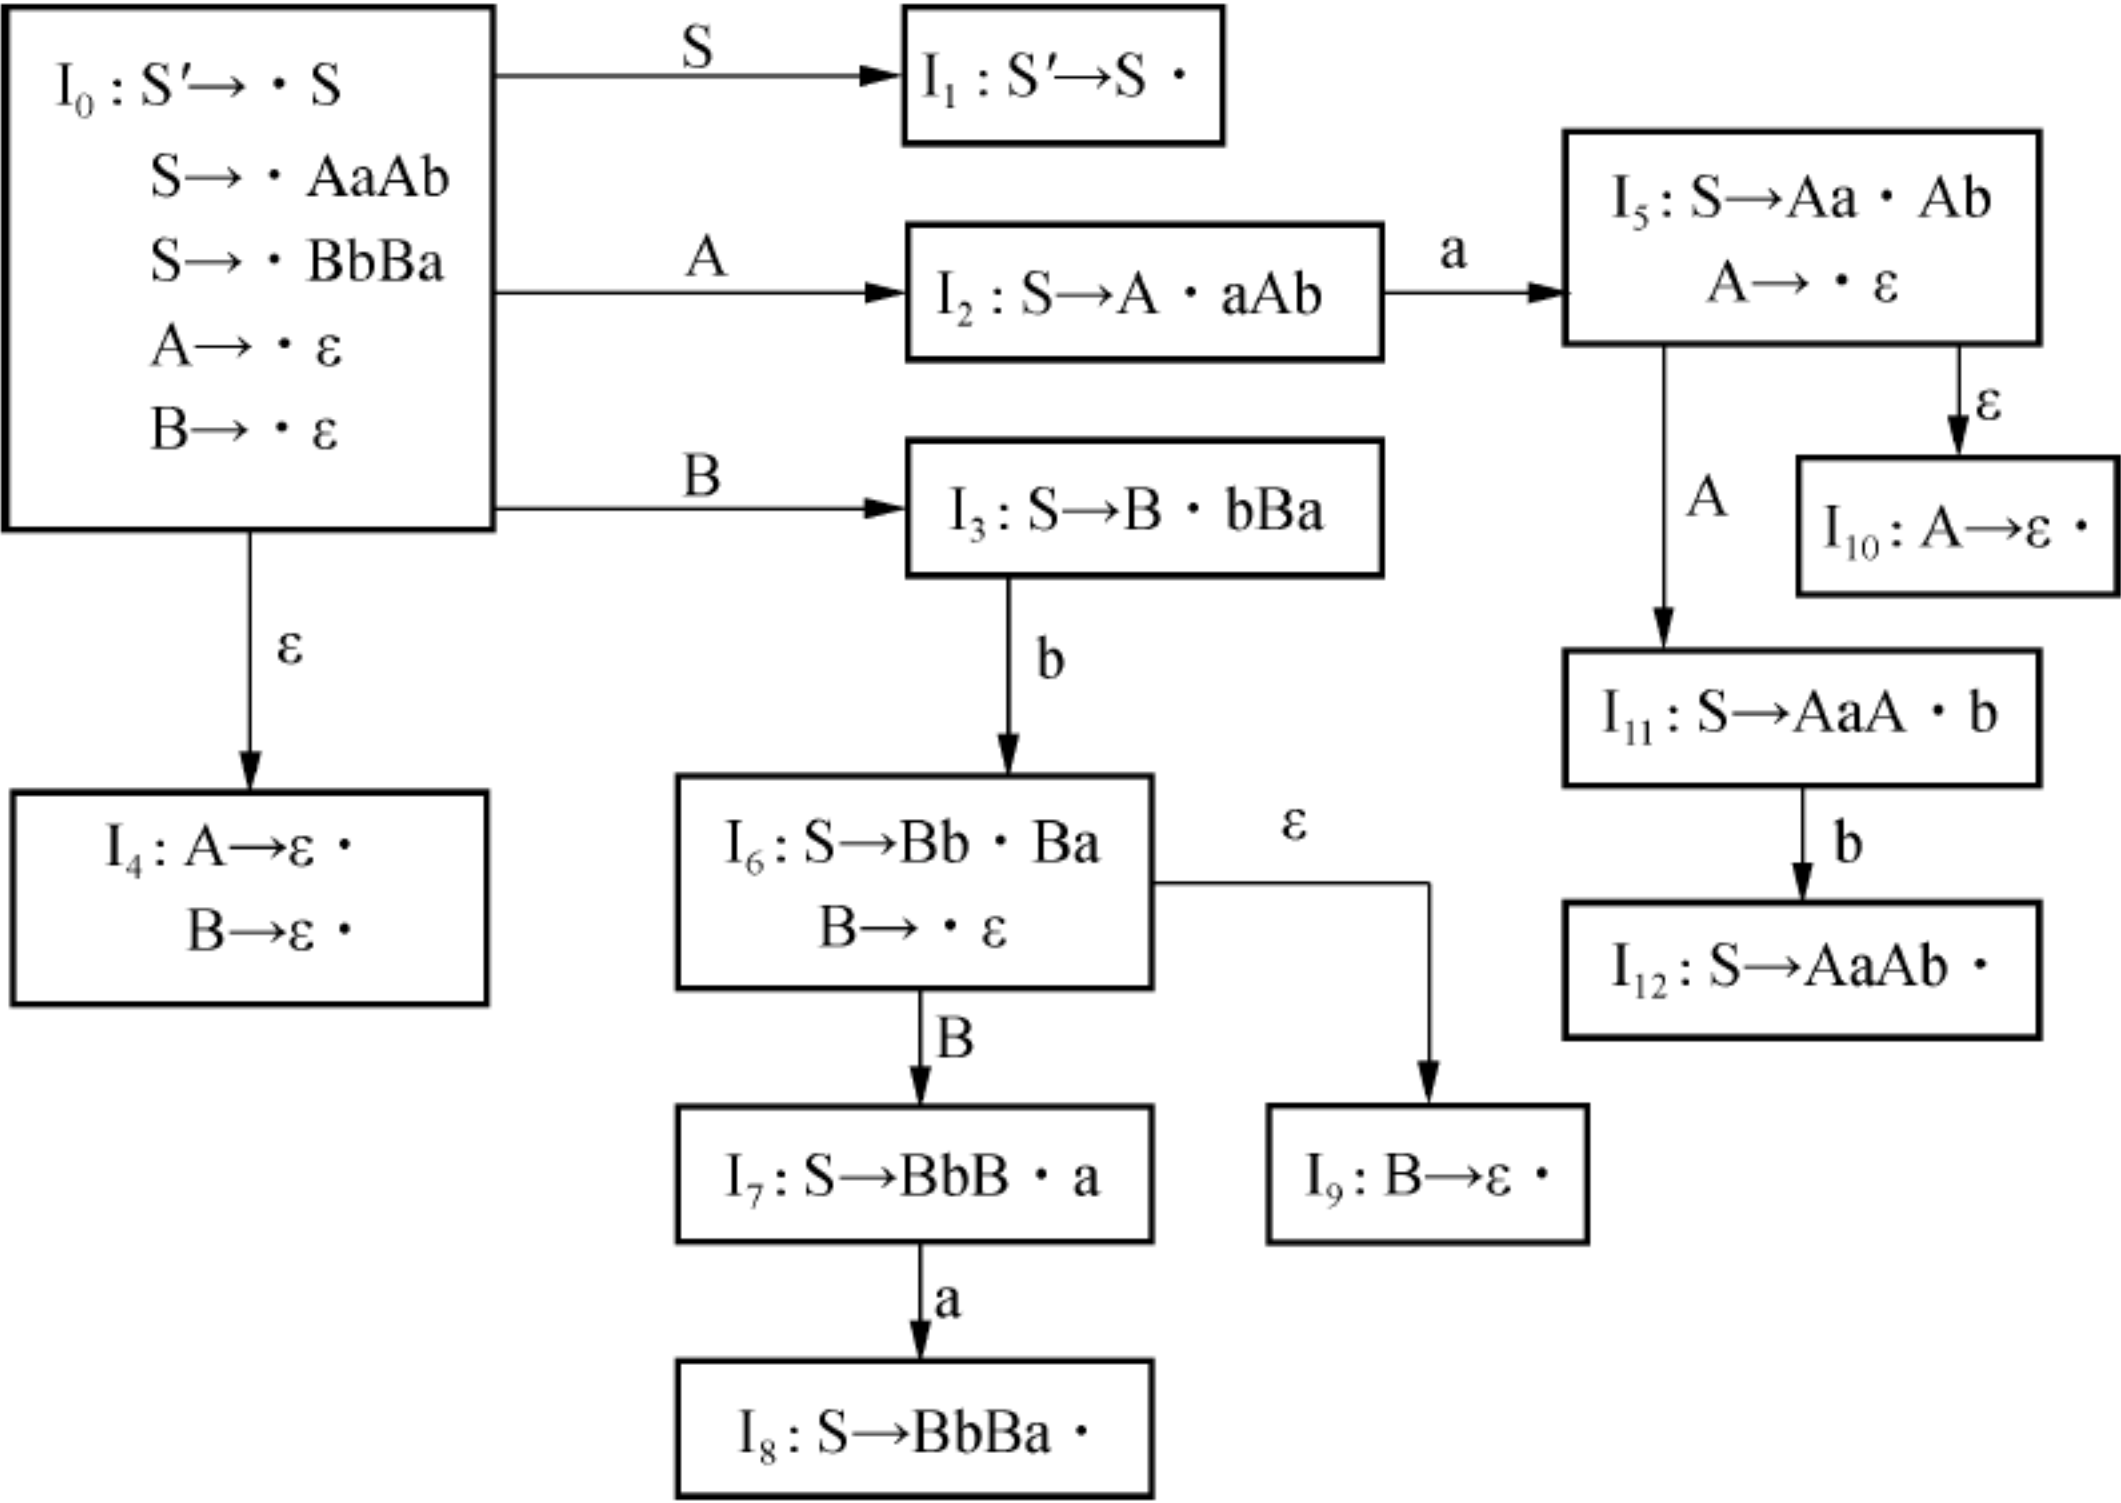 I₀ : S′→ · S
S→ · AaAb
S→ · BbBa
A→ · ε
B→ · ε
S
I₁ : S′→S ·
A
I₂ : S→A · aAb
a
I₅ : S→Aa · Ab
A→ · ε
B
I₃ : S→B · bBa
ε
A
I₁₀ : A→ε ·
ε
b
I₁₁ : S→AaA · b
I₄ : A→ε ·
B→ε ·
I₆ : S→Bb · Ba
B→ · ε
ε
b
I₁₂ : S→AaAb ·
B
I₇ : S→BbB · a
I₉ : B→ε ·
a
I₈ : S→BbBa ·